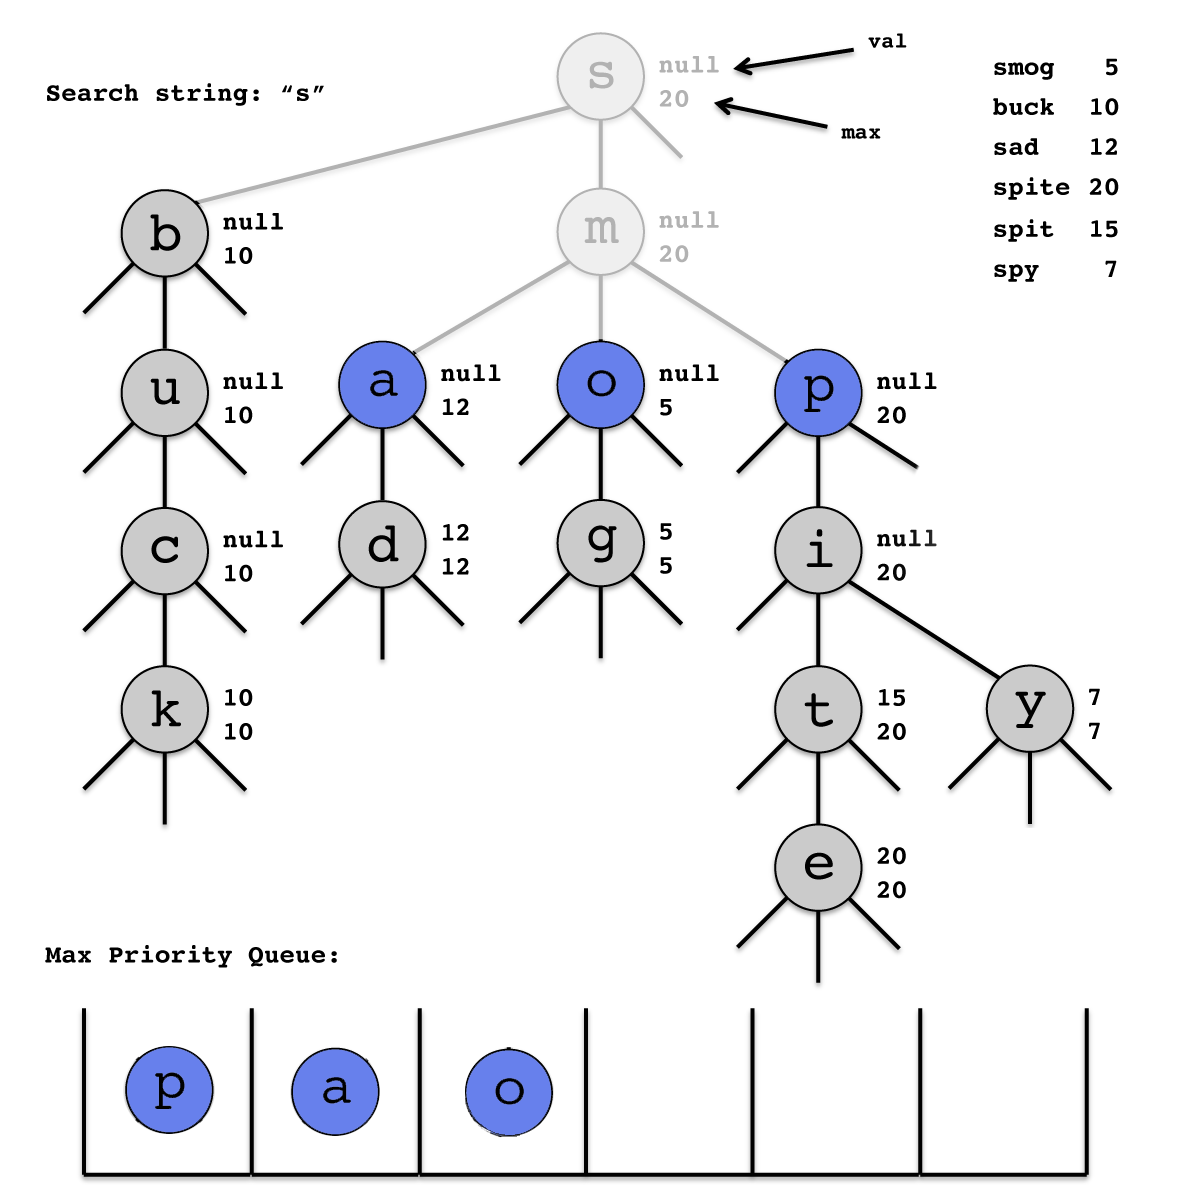 val
s null
20
Search string: “s”
max
smog 5
buck 10
sad 12
spite 20
spit 15
spy 7
b null
10
m null
20
u null
10
a null
12
o null
5
p null
20
c null
10
d 12
12
g 5
5
i null
20
k 10
10
t 15
20
y 7
7
e 20
20
Max Priority Queue:
p a o